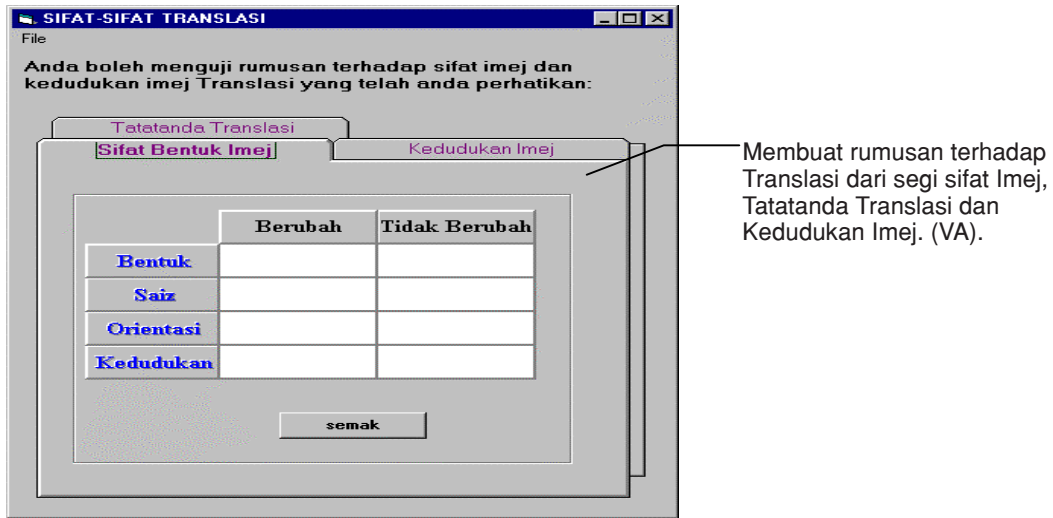 SIFAT-SIFAT TRANSLASI
File
Anda boleh menguji rumusan terhadap sifat imej dan
kedudukan imej Translasi yang telah anda perhatikan:
Tatatanda Translasi
Sifat Bentuk Imej
Kedudukan Imej
Berubah
Tidak Berubah
Bentuk
Saiz
Orientasi
Kedudukan
semak
Membuat rumusan terhadap
Translasi dari segi sifat Imej,
Tatatanda Translasi dan
Kedudukan Imej. (VA).